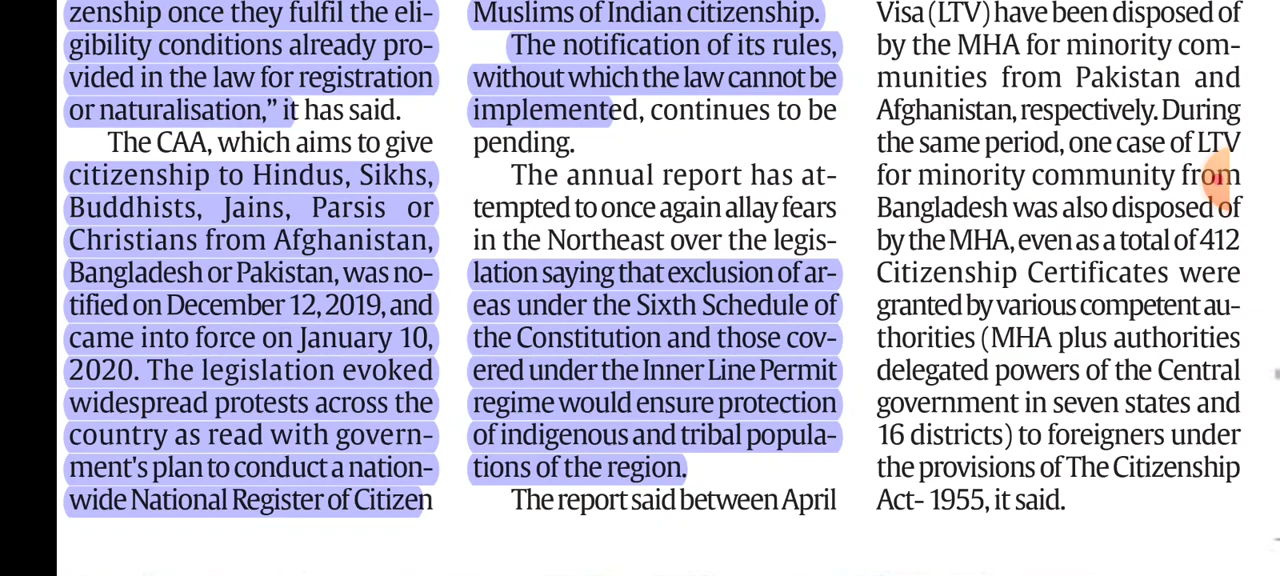 zenship once they fulfil the eli-
gibility conditions already pro-
vided in the law for registration
or naturalisation,” it has said.
The CAA, which aims to give
citizenship to Hindus, Sikhs,
Buddhists, Jains, Parsis or
Christians from Afghanistan,
Bangladesh or Pakistan, was no-
tified on December 12, 2019, and
came into force on January 10,
2020. The legislation evoked
widespread protests across the
country as read with govern-
ment's plan to conduct a nation-
wide National Register of Citizen
Muslims of Indian citizenship.
The notification of its rules,
without which the law cannot be
implemented, continues to be
pending.
The annual report has at-
tempted to once again allay fears
in the Northeast over the legis-
lation saying that exclusion of ar-
eas under the Sixth Schedule of
the Constitution and those cov-
ered under the Inner Line Permit
regime would ensure protection
of indigenous and tribal popula-
tions of the region.
The report said between April
Visa (LTV) have been disposed of
by the MHA for minority com-
munities from Pakistan and
Afghanistan, respectively. During
the same period, one case of LTV
for minority community from
Bangladesh was also disposed of
by the MHA, even as a total of 412
Citizenship Certificates were
granted by various competent au-
thorities (MHA plus authorities
delegated powers of the Central
government in seven states and
16 districts) to foreigners under
the provisions of The Citizenship
Act- 1955, it said.